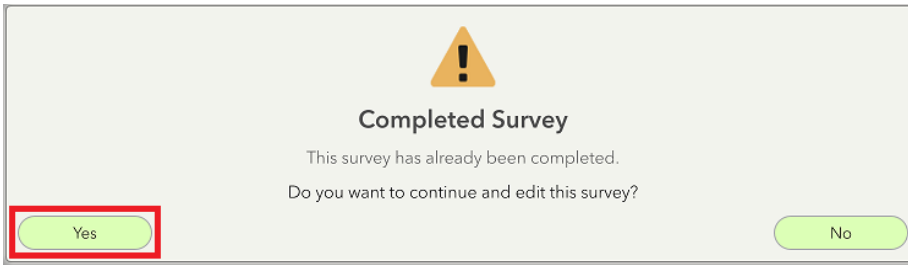 Completed Survey
This survey has already been completed.
Do you want to continue and edit this survey?
Yes
No